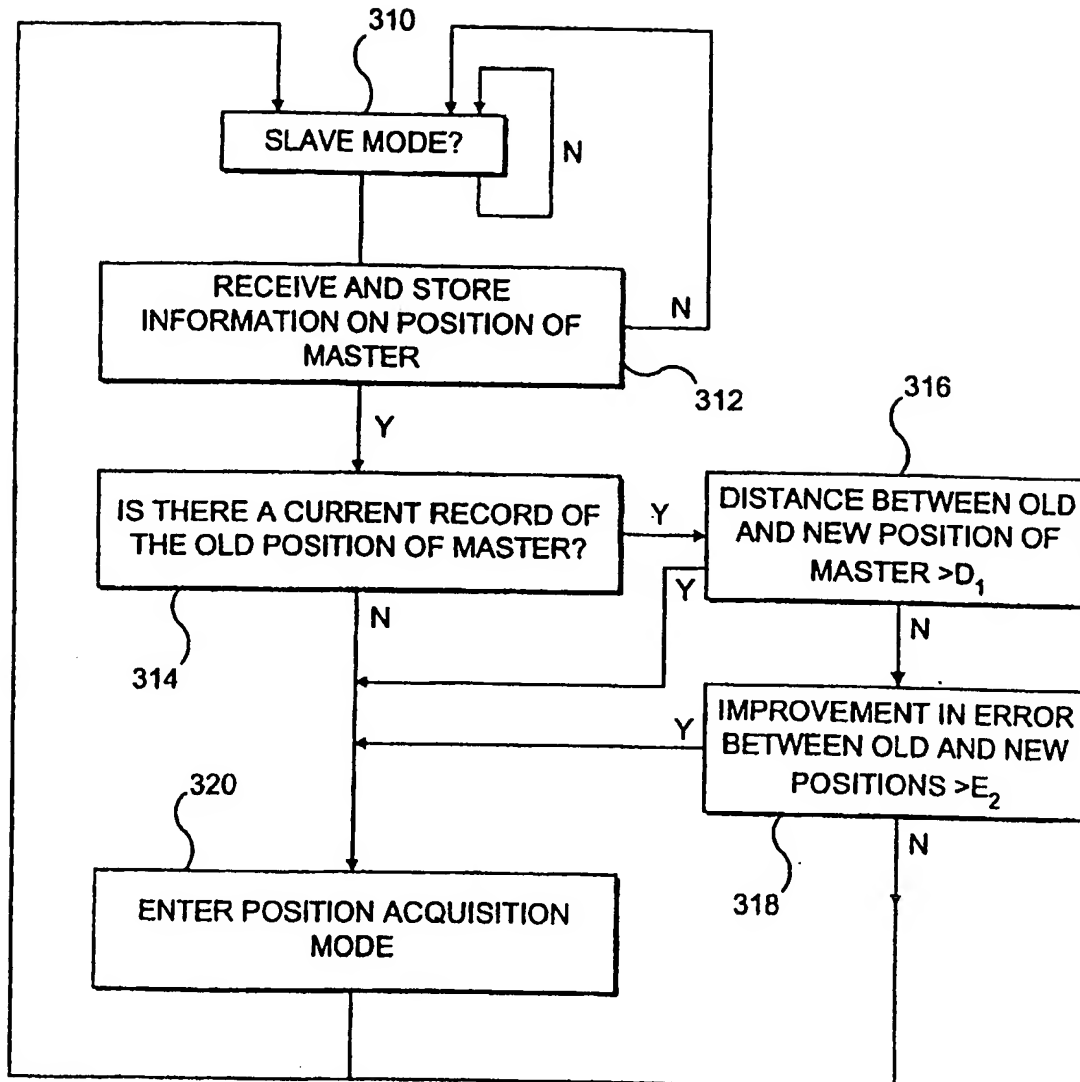 310
SLAVE MODE?
N
RECEIVE AND STORE
INFORMATION ON POSITION OF
MASTER
N
312
Y
316
IS THERE A CURRENT RECORD OF
THE OLD POSITION OF MASTER?
Y
DISTANCE BETWEEN OLD
AND NEW POSITION OF
MASTER >D1
Y
N
314
N
IMPROVEMENT IN ERROR
BETWEEN OLD AND NEW
POSITIONS >E2
Y
320
N
318
ENTER POSITION ACQUISITION
MODE